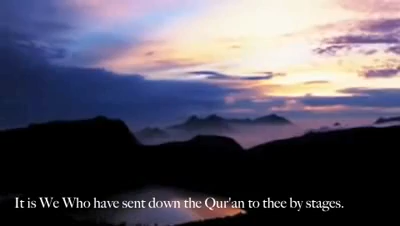 It is We Who have sent down the Qur'an to thee by stages.